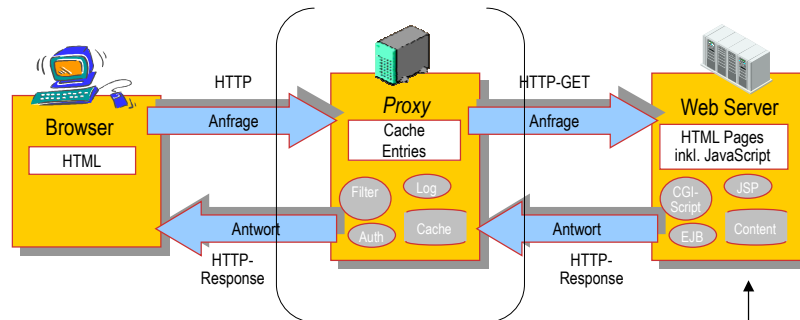 HTTP
HTTP-GET
Browser
Proxy
Web Server
Anfrage
Anfrage
HTML
Cache
Entries
HTML Pages
inkl. JavaScript
Filter
Log
CGI-
Script
JSP
Antwort
Auth
Cache
Antwort
EJB
Content
HTTP-
Response
HTTP-
Response